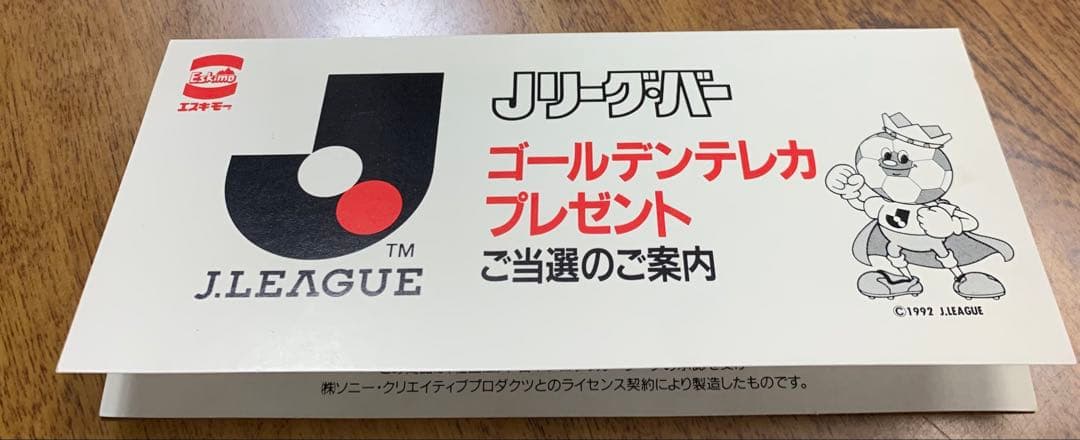 Eskimo
エスキモー
J.LEAGUE
TM
Jリーグ・バー
ゴールデンテレカ
プレゼント
ご当選のご案内
©1992 J.LEAGUE
㈱ソニー・クリエイティブプロダクツとのライセンス契約により製造したものです。